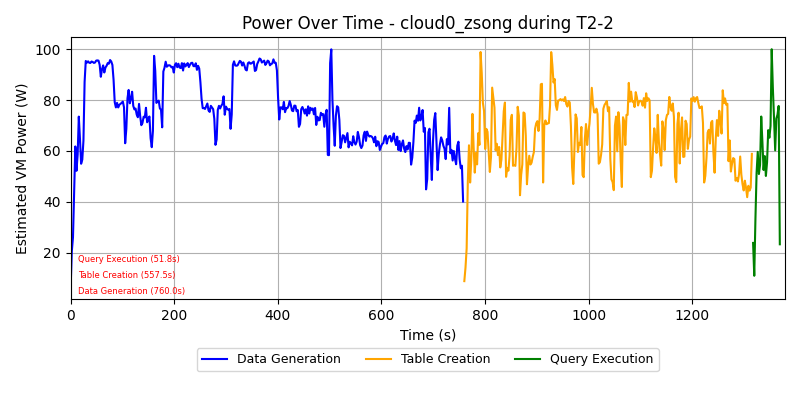 Power Over Time - cloud0_zsong during T2-2
Estimated VM Power (W)
100
80
60
40
20
Query Execution (51.8s)
Table Creation (557.5s)
Data Generation (760.0s)
0 200 400 600 800 1000 1200
Time (s)
Data Generation Table Creation Query Execution